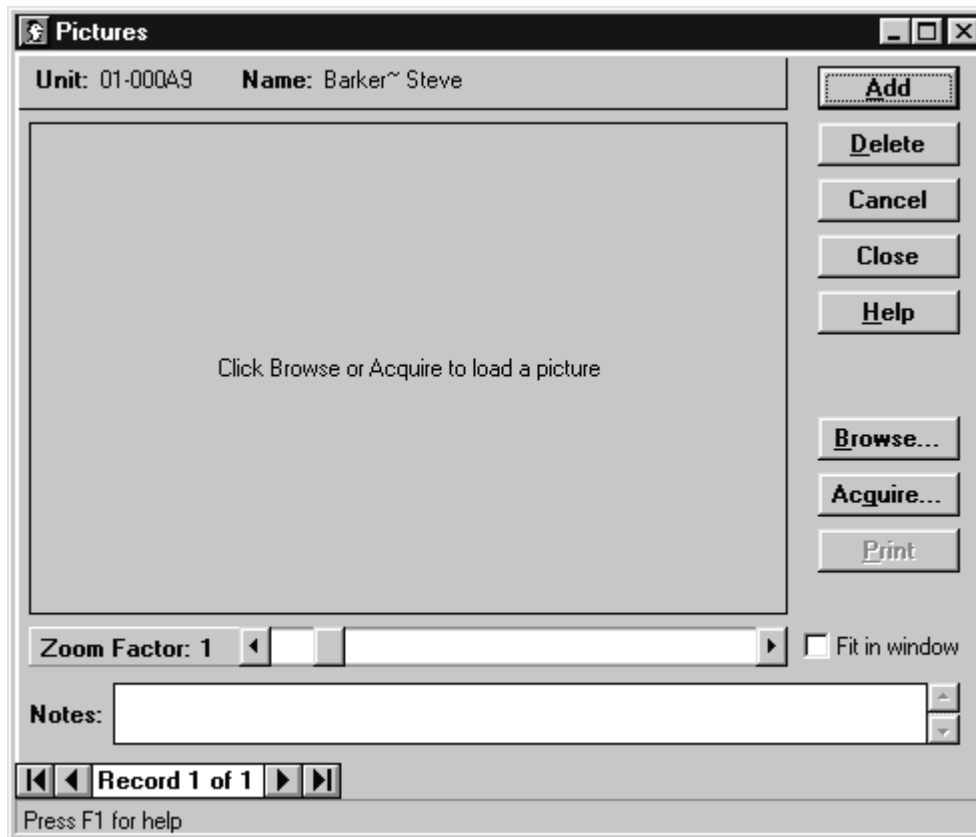 Pictures
Unit: 01-000A9 Name: Barker~ Steve
Add
Delete
Cancel
Close
Help
Click Browse or Acquire to load a picture
Browse...
Acquire...
Print
Zoom Factor: 1
Fit in window
Notes:
Record 1 of 1
Press F1 for help